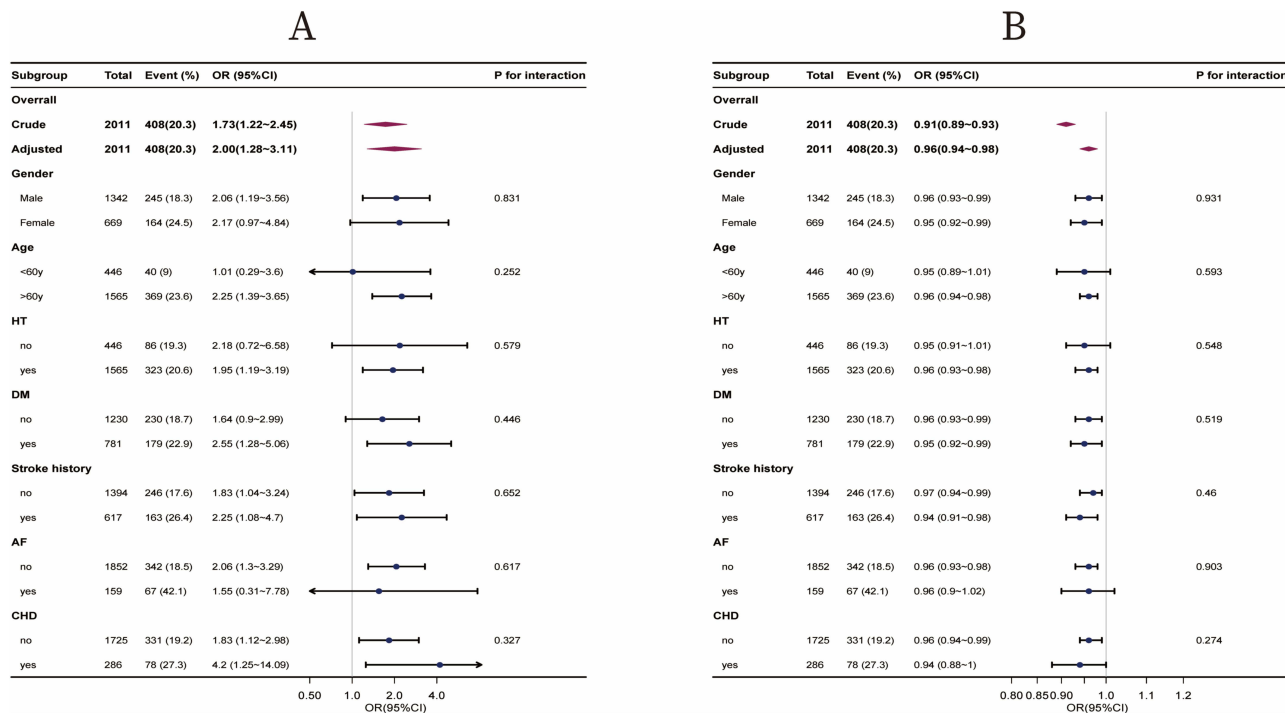 A
Subgroup Total Event (%) OR (95%CI) P for interaction
Overrall
Crude 2011 408(20.3) 1.73(1.22~2.45)
Adjusted 2011 408(20.3) 2.00(1.28~3.11)
Gender
Male 1342 245 (18.3) 2.06 (1.19~3.56) 0.831
Female 669 164 (24.5) 2.17 (0.97~4.84)
Age
<60y 446 40 (9) 1.01 (0.29~3.6) 0.252
>60y 1565 369 (23.6) 2.25 (1.39~3.65)
HT
no 446 86 (19.3) 2.18 (0.72~6.58) 0.579
yes 1565 323 (20.6) 1.95 (1.19~3.19)
DM
no 1230 230 (18.7) 1.64 (0.9~2.99) 0.446
yes 781 179 (22.9) 2.55 (1.28~5.06)
Stroke history
no 1394 246 (17.6) 1.83 (1.04~3.24) 0.652
yes 617 163 (26.4) 2.25 (1.08~4.7)
AF
no 1852 342 (18.5) 2.06 (1.3~3.29) 0.617
yes 159 67 (42.1) 1.55 (0.31~7.78)
CHD
no 1725 331 (19.2) 1.83 (1.12~2.98) 0.327
yes 286 78 (27.3) 4.2 (1.25~14.09)
0.50 1.0 2.0 4.0
OR(95%CI)
B
Subgroup Total Event (%) OR (95%CI) P for interaction
Overrall
Crude 2011 408(20.3) 0.91(0.89~0.93)
Adjusted 2011 408(20.3) 0.96(0.94~0.98)
Gender
Male 1342 245 (18.3) 0.96 (0.93~0.99) 0.931
Female 669 164 (24.5) 0.95 (0.92~0.99)
Age
<60y 446 40 (9) 0.95 (0.89~1.01) 0.593
>60y 1565 369 (23.6) 0.96 (0.94~0.98)
HT
no 446 86 (19.3) 0.95 (0.91~1.01) 0.548
yes 1565 323 (20.6) 0.96 (0.93~0.98)
DM
no 1230 230 (18.7) 0.96 (0.93~0.99) 0.519
yes 781 179 (22.9) 0.95 (0.92~0.99)
Stroke history
no 1394 246 (17.6) 0.97 (0.94~0.99) 0.46
yes 617 163 (26.4) 0.94 (0.91~0.98)
AF
no 1852 342 (18.5) 0.96 (0.93~0.98) 0.903
yes 159 67 (42.1) 0.96 (0.9~1.02)
CHD
no 1725 331 (19.2) 0.96 (0.94~0.99) 0.274
yes 286 78 (27.3) 0.94 (0.88~1)
0.80 0.85 0.90 1.0 1.1 1.2
OR(95%CI)